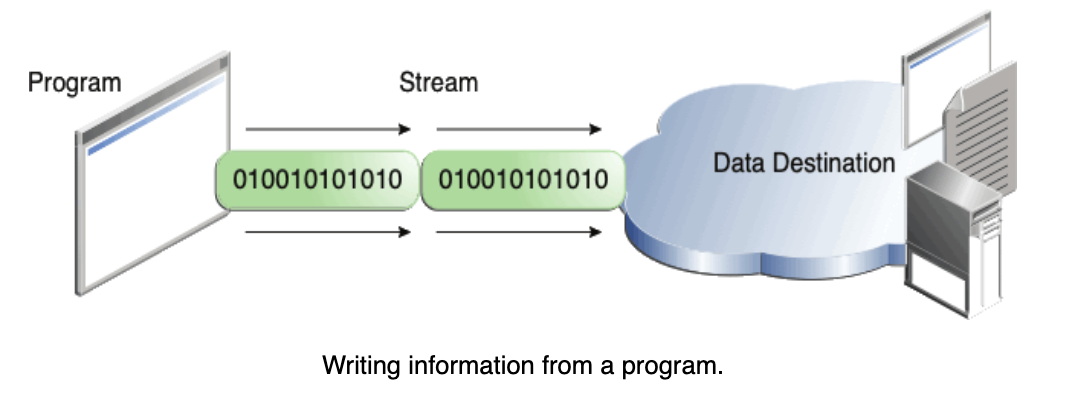 Program
Stream
010010101010
010010101010
Data Destination
Writing information from a program.